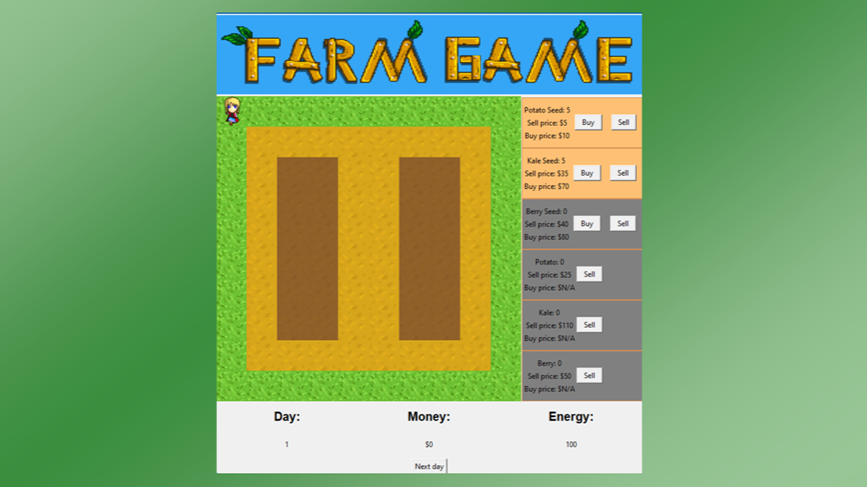 FARM GAME
Potato Seed: 5
Sell price: $5
Buy price: $10
Buy
Sell
Kale Seed: 5
Sell price: $35
Buy price: $70
Buy
Sell
Berry Seed: 0
Sell price: $40
Buy price: $80
Buy
Sell
Potato: 0
Sell price: $25
Buy price: $N/A
Sell
Kale: 0
Sell price: $110
Buy price: $N/A
Sell
Berry: 0
Sell price: $50
Buy price: $N/A
Sell
Day: Money: Energy:
1 $0 100
Next day